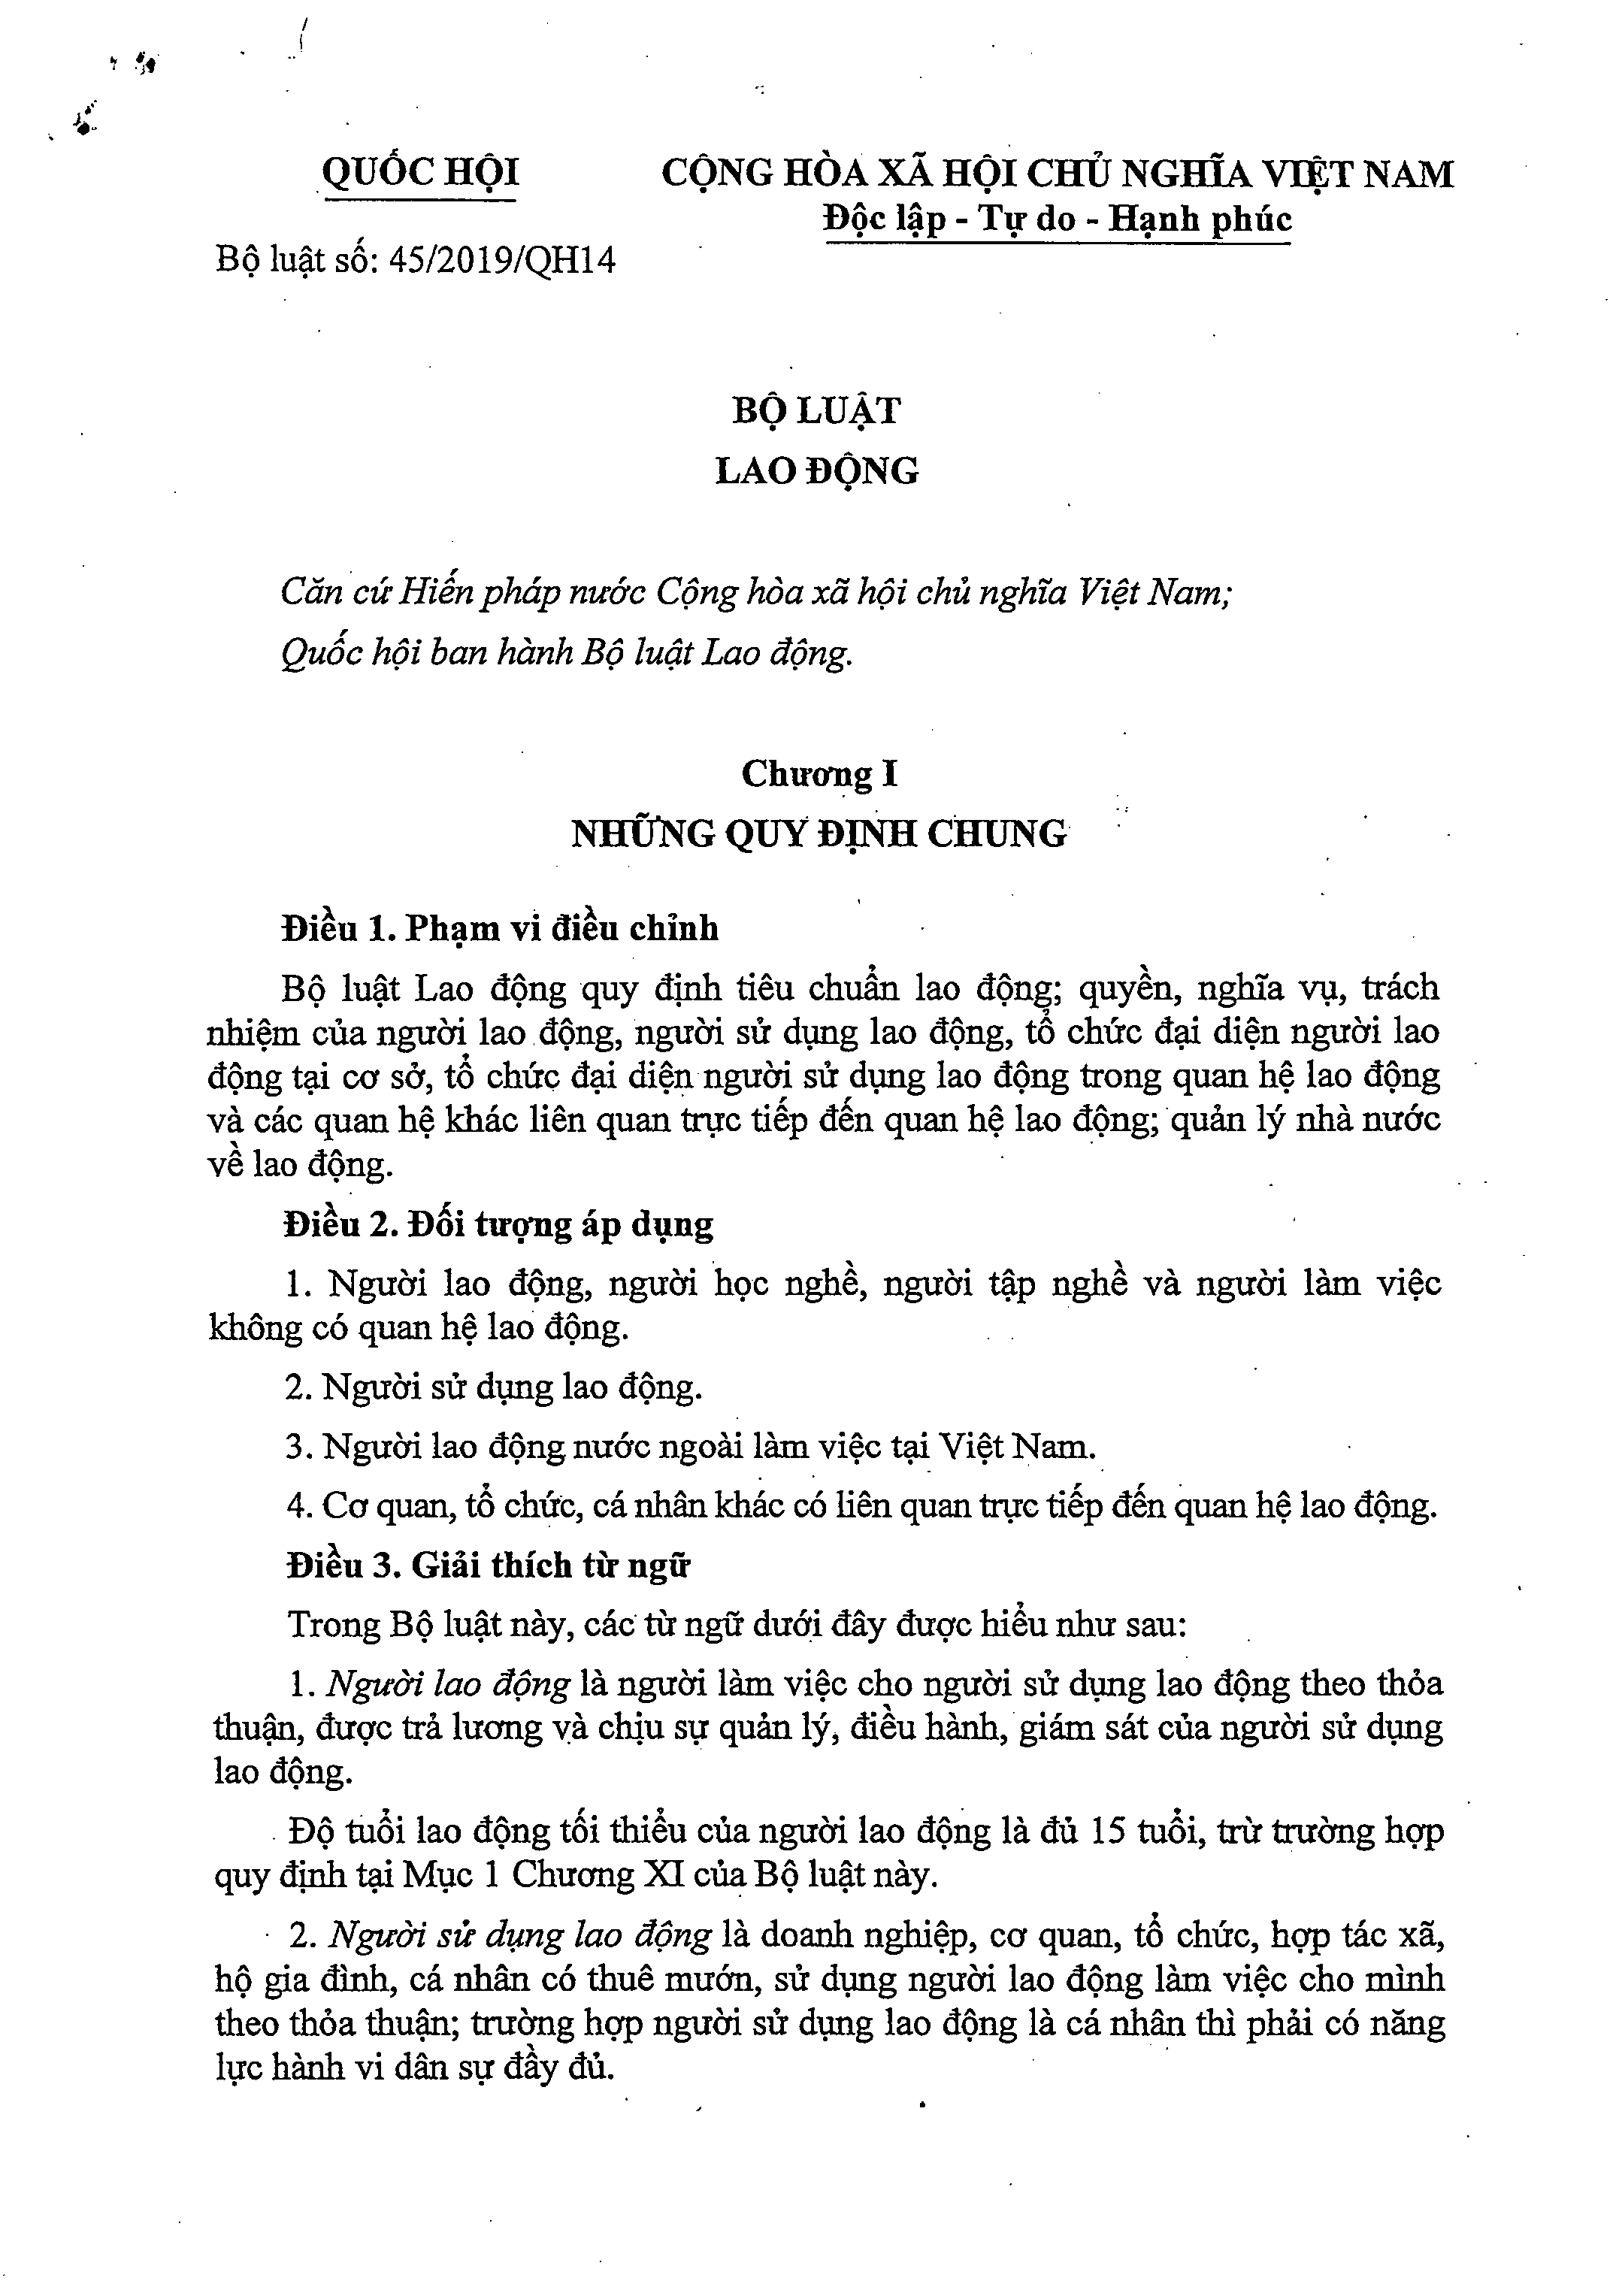 QUỐC HỘI
CỘNG HÒA XÃ HỘI CHỦ NGHĨA VIỆT NAM
Độc lập - Tự do - Hạnh phúc
Bộ luật số: 45/2019/QH14
BỘ LUẬT
LAO ĐỘNG
Căn cứ Hiến pháp nước Cộng hòa xã hội chủ nghĩa Việt Nam;
Quốc hội ban hành Bộ luật Lao động.
Chương I
NHỮNG QUY ĐỊNH CHUNG
Điều 1. Phạm vi điều chỉnh
Bộ luật Lao động quy định tiêu chuẩn lao động; quyền, nghĩa vụ, trách
nhiệm của người lao động, người sử dụng lao động, tổ chức đại diện người lao
động tại cơ sở, tổ chức đại diện người sử dụng lao động trong quan hệ lao động
và các quan hệ khác liên quan trực tiếp đến quan hệ lao động; quản lý nhà nước
về lao động.
Điều 2. Đối tượng áp dụng
1. Người lao động, người học nghề, người tập nghề và người làm việc
không có quan hệ lao động.
2. Người sử dụng lao động.
3. Người lao động nước ngoài làm việc tại Việt Nam.
4. Cơ quan, tổ chức, cá nhân khác có liên quan trực tiếp đến quan hệ lao động.
Điều 3. Giải thích từ ngữ
Trong Bộ luật này, các từ ngữ dưới đây được hiểu như sau:
1. Người lao động là người làm việc cho người sử dụng lao động theo thỏa
thuận, được trả lương và chịu sự quản lý, điều hành, giám sát của người sử dụng
lao động.
Độ tuổi lao động tối thiểu của người lao động là đủ 15 tuổi, trừ trường hợp
quy định tại Mục 1 Chương XI của Bộ luật này.
2. Người sử dụng lao động là doanh nghiệp, cơ quan, tổ chức, hợp tác xã,
hộ gia đình, cá nhân có thuê mướn, sử dụng người lao động làm việc cho mình
theo thỏa thuận; trường hợp người sử dụng lao động là cá nhân thì phải có năng
lực hành vi dân sự đầy đủ.